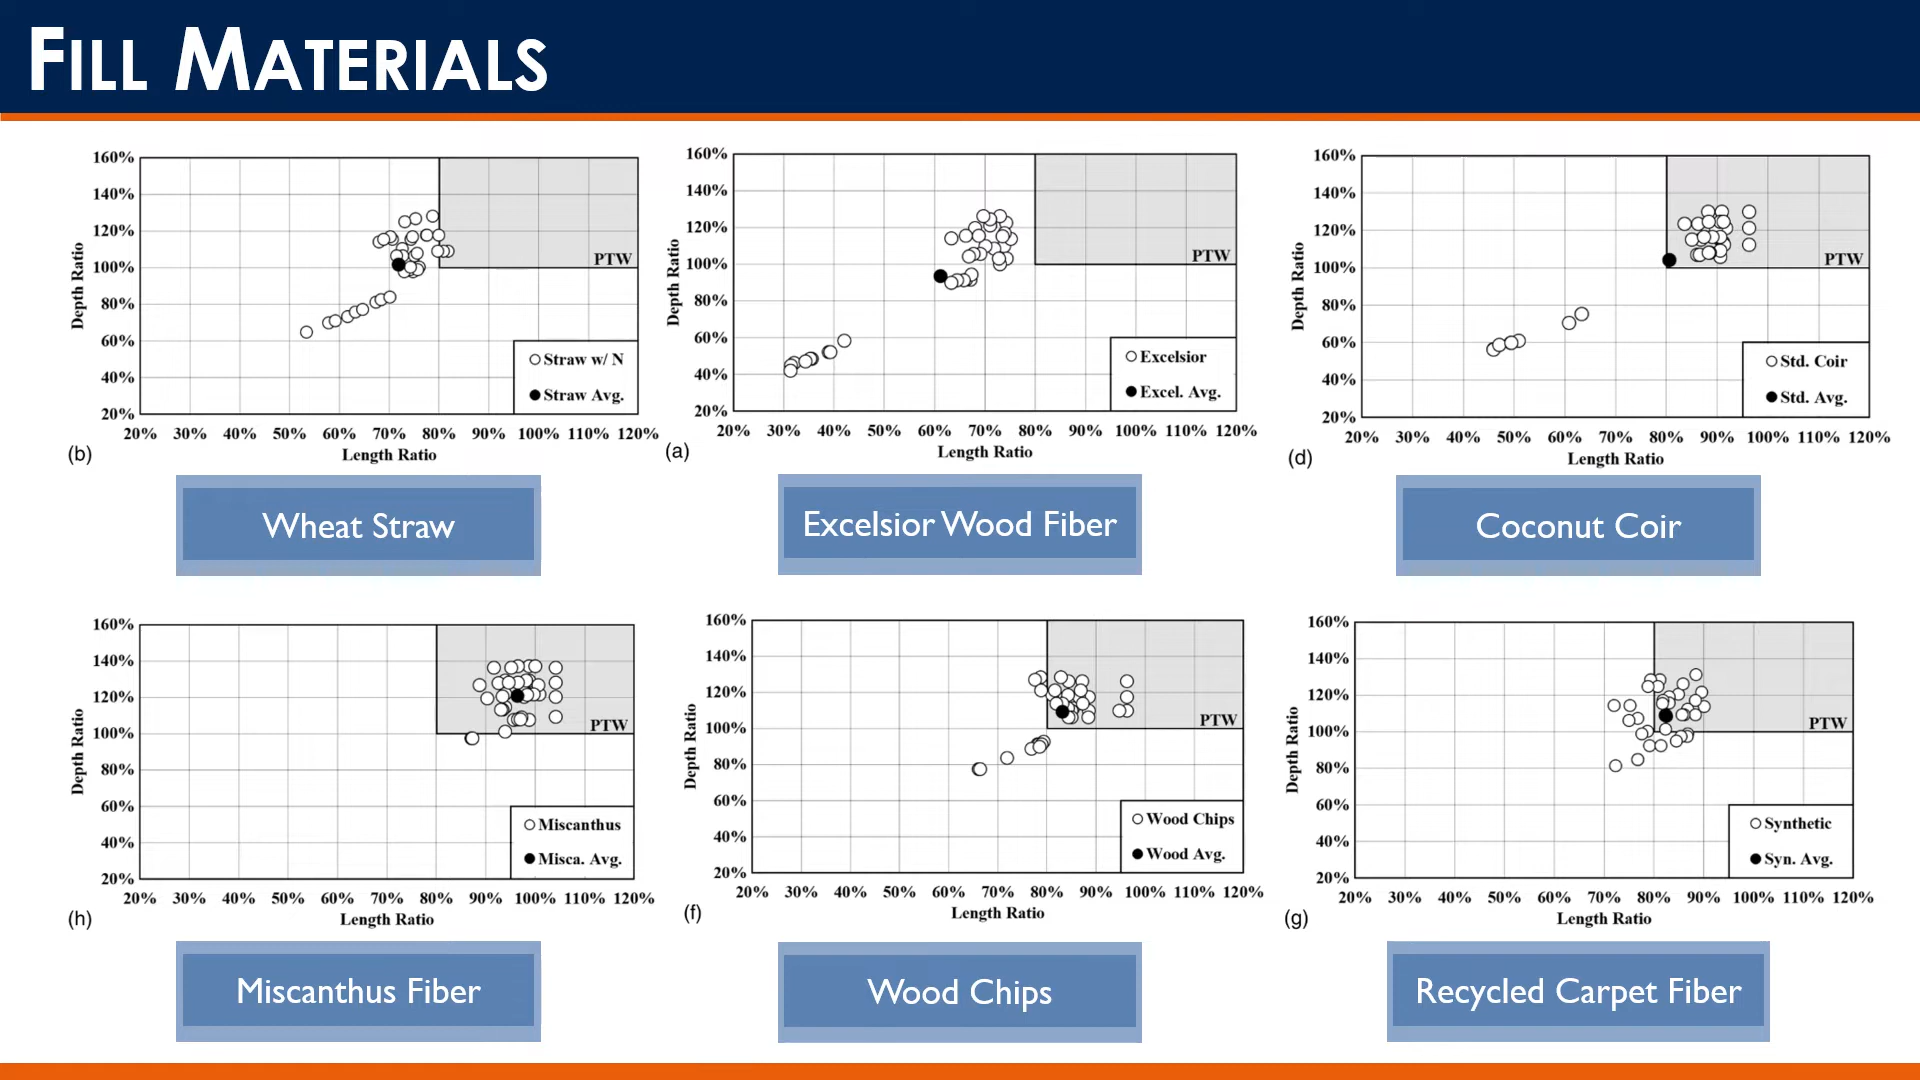 FILL MATERIALS
160%
140%
120%
100%
80%
60%
40%
20%
Depth Ratio
PTW
Straw w/ N
Straw Avg.
20% 30% 40% 50% 60% 70% 80% 90% 100% 110% 120%
Length Ratio
(b)
Wheat Straw
160%
140%
120%
100%
80%
60%
40%
20%
Depth Ratio
PTW
Excelsior
Excel. Avg.
20% 30% 40% 50% 60% 70% 80% 90% 100% 110% 120%
Length Ratio
(a)
Excelsior Wood Fiber
160%
140%
120%
100%
80%
60%
40%
20%
Depth Ratio
PTW
Std. Coir
Std. Avg.
20% 30% 40% 50% 60% 70% 80% 90% 100% 110% 120%
Length Ratio
(d)
Coconut Coir
160%
140%
120%
100%
80%
60%
40%
20%
Depth Ratio
PTW
Miscanthus
Misca. Avg.
20% 30% 40% 50% 60% 70% 80% 90% 100% 110% 120%
Length Ratio
(h)
Miscanthus Fiber
160%
140%
120%
100%
80%
60%
40%
20%
Depth Ratio
PTW
Wood Chips
Wood Avg.
20% 30% 40% 50% 60% 70% 80% 90% 100% 110% 120%
Length Ratio
(f)
Wood Chips
160%
140%
120%
100%
80%
60%
40%
20%
Depth Ratio
PTW
Synthetic
Syn. Avg.
20% 30% 40% 50% 60% 70% 80% 90% 100% 110% 120%
Length Ratio
(g)
Recycled Carpet Fiber